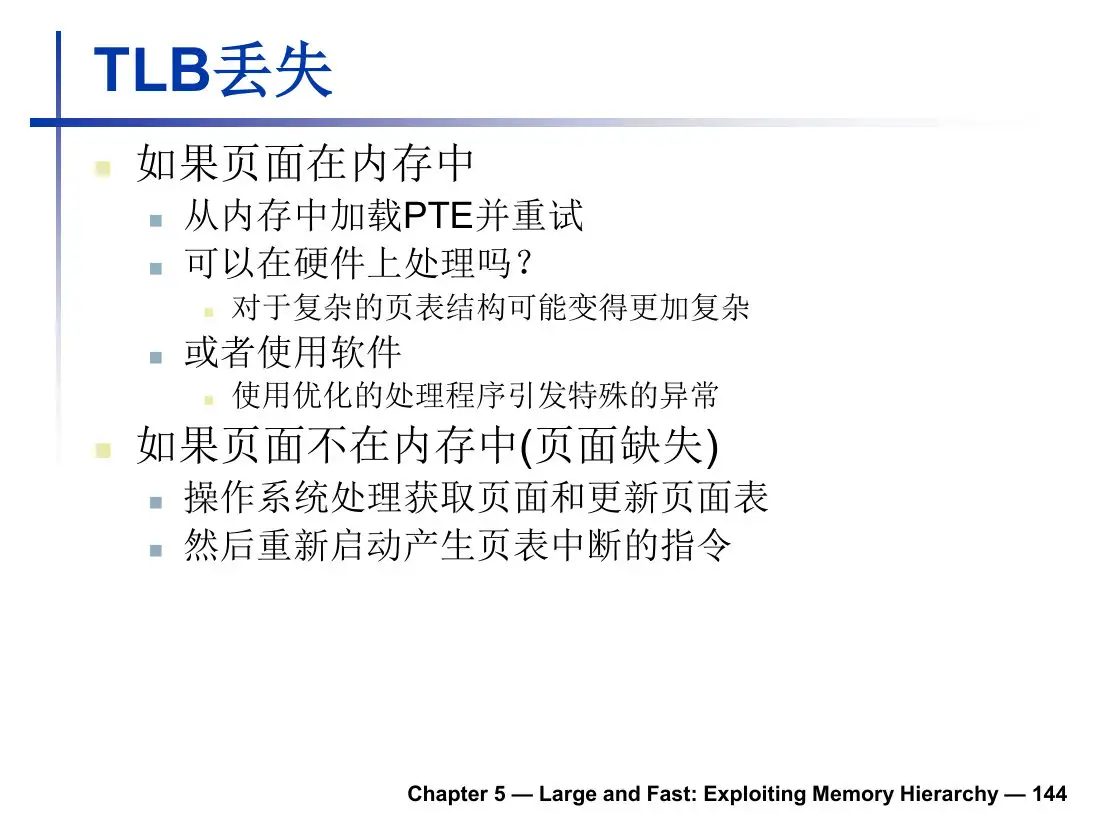 TLB丢失
如果页面在内存中
从内存中加载PTE并重试
可以在硬件上处理吗？
对于复杂的页表结构可能变得更加复杂
或者使用软件
使用优化的处理程序引发特殊的异常
如果页面不在内存中(页面缺失)
操作系统处理获取页面和更新页面表
然后重新启动产生页表中断的指令
Chapter 5 — Large and Fast: Exploiting Memory Hierarchy — 144